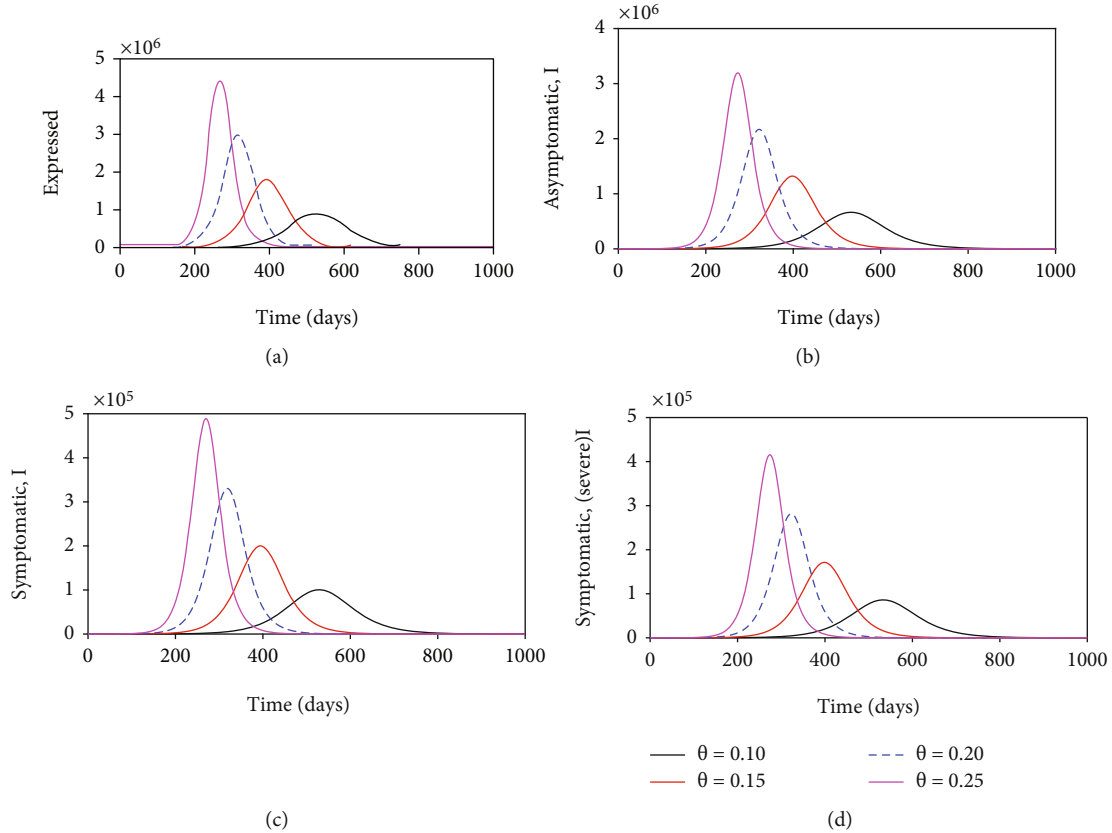 ×10⁶
5
4
3
2
1
0
Expressed
0 200 400 600 800 1000
Time (days)
(a)
×10⁶
4
3
2
1
0
Asymptomatic, I
0 200 400 600 800 1000
Time (days)
(b)
×10⁵
5
4
3
2
1
0
Symptomatic, I
0 200 400 600 800 1000
Time (days)
(c)
×10⁵
5
4
3
2
1
0
Symptomatic, (severe)I
0 200 400 600 800 1000
Time (days)
θ = 0.10
θ = 0.15
θ = 0.20
θ = 0.25
(d)